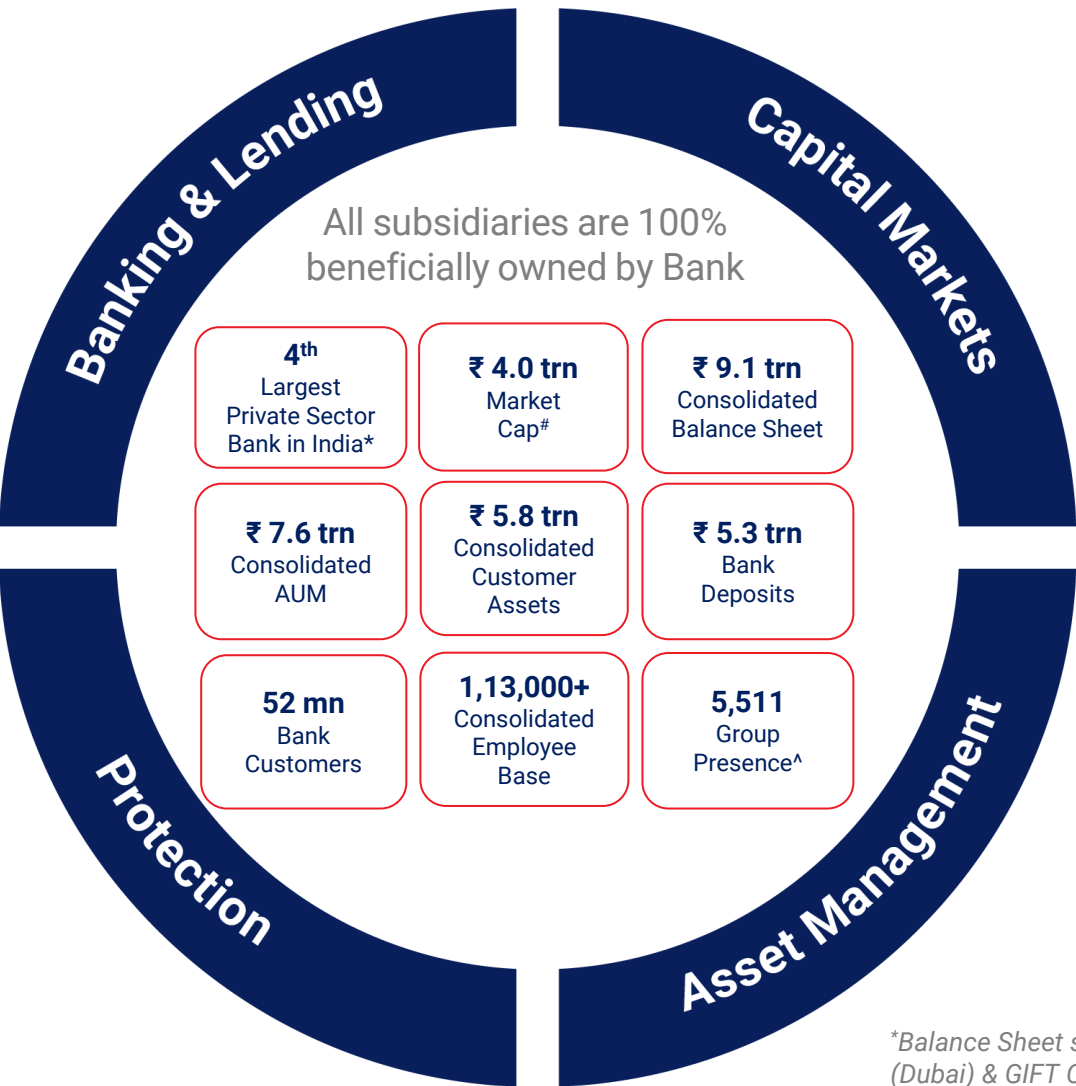 Banking & Lending
Capital Markets
All subsidiaries are 100%
beneficially owned by Bank
4th
Largest
Private Sector
Bank in India*
₹ 4.0 trn
Market
Cap#
₹ 9.1 trn
Consolidated
Balance Sheet
₹ 7.6 trn
Consolidated
AUM
₹ 5.8 trn
Consolidated
Customer
Assets
₹ 5.3 trn
Bank
Deposits
52 mn
Bank
Customers
1,13,000+
Consolidated
Employee
Base
5,511
Group
Presence^
Protection
Asset Management
*Balance Sheet
(Dubai) & GIFT